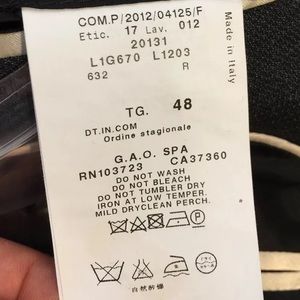 COM.P/2012/04125/F
Etic. 17 Lav. 012
20131
L1G670 L1203
632 R
Made in Italy
TG. 48
DT.IN.COM
Ordine stagionale
G.A.O. SPA
RN103723 CA37360
DO NOT WASH
DO NOT BLEACH
DO NOT TUMBLER DRY
IRON AT LOW TEMPER.
MILD DRYCLEAN PERCH.